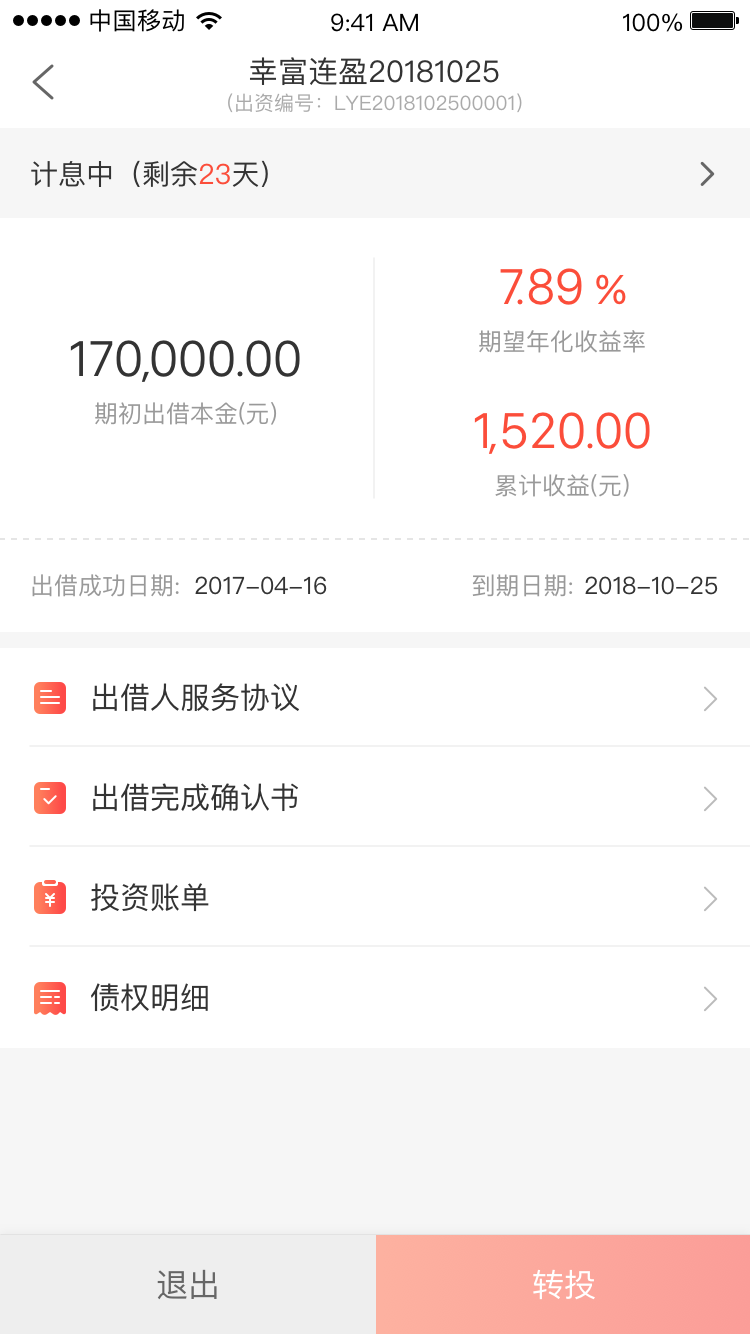 中国移动 9:41 AM 100%
幸富连盈20181025
(出资编号：LYE2018102500001)
计息中（剩余23天）
170,000.00
期初出借本金(元)
7.89 %
期望年化收益率
1,520.00
累计收益(元)
出借成功日期: 2017-04-16 到期日期: 2018-10-25
出借人服务协议
出借完成确认书
¥ 投资账单
债权明细
退出 转投